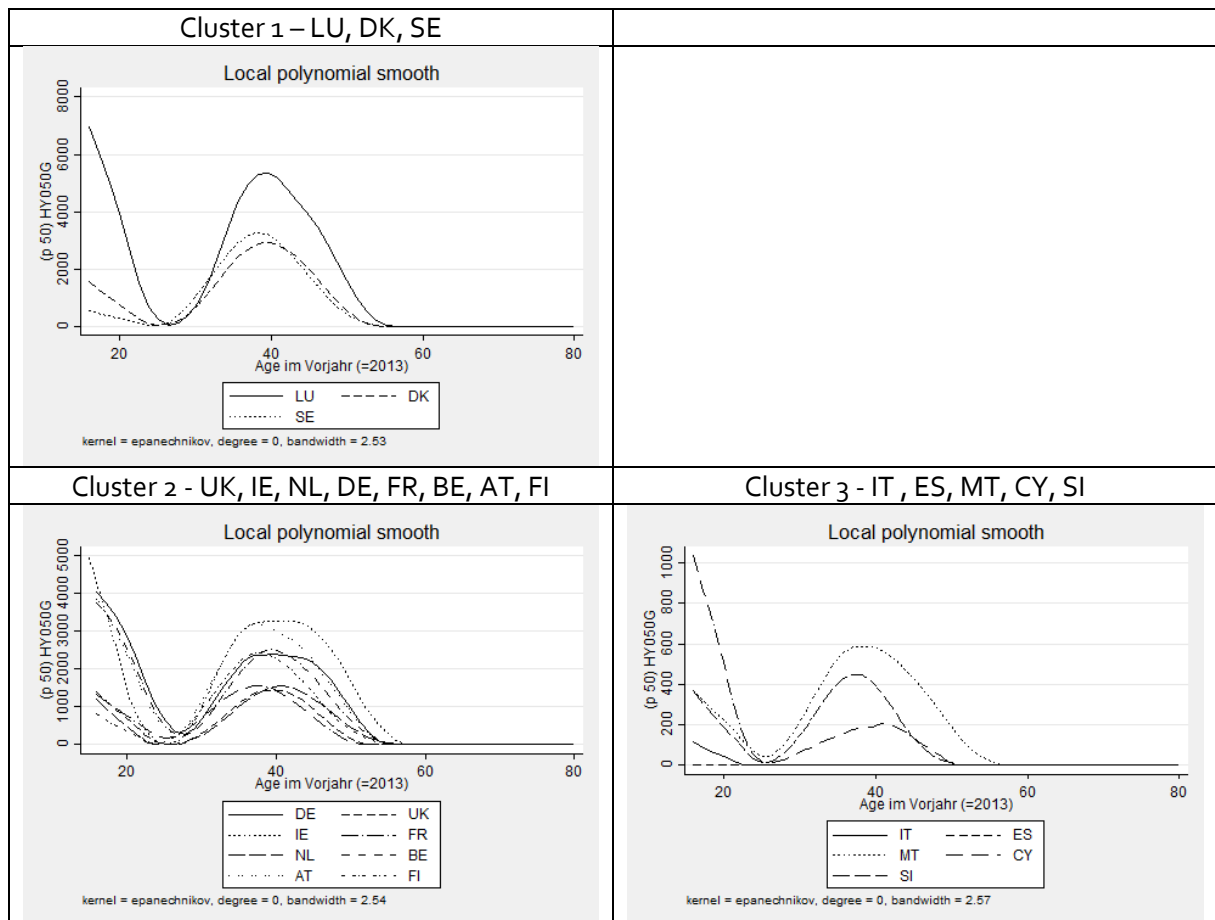 Cluster 1 – LU, DK, SE
Local polynomial smooth
(p 50) HY050G
8000
6000
4000
2000
0
20 40 60 80
Age im Vorjahr (=2013)
LU DK
SE
kernel = epanechnikov, degree = 0, bandwidth = 2.53
Cluster 2 - UK, IE, NL, DE, FR, BE, AT, FI
Local polynomial smooth
(p 50) HY050G
5000
4000
3000
2000
1000
0
20 40 60 80
Age im Vorjahr (=2013)
DE UK
IE FR
NL BE
AT FI
kernel = epanechnikov, degree = 0, bandwidth = 2.54
Cluster 3 - IT , ES, MT, CY, SI
Local polynomial smooth
(p 50) HY050G
1000
800
600
400
200
0
20 40 60 80
Age im Vorjahr (=2013)
IT ES
MT CY
SI
kernel = epanechnikov, degree = 0, bandwidth = 2.57